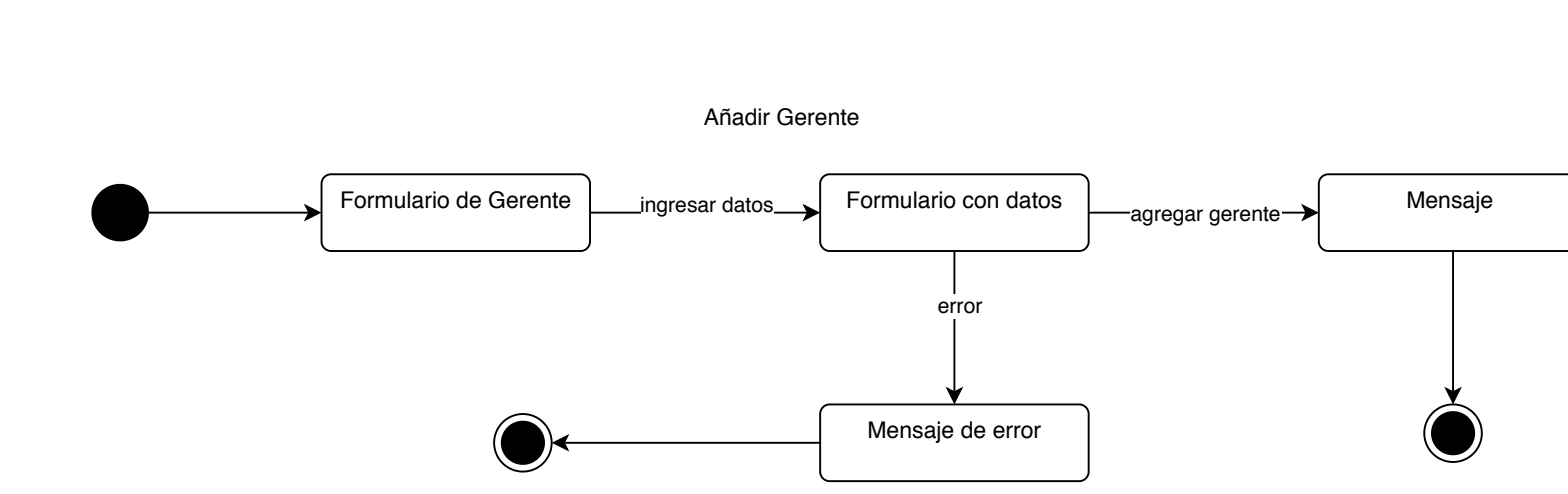 Añadir Gerente
Formulario de Gerente
ingresar datos
Formulario con datos
agregar gerente
Mensaje
error
Mensaje de error